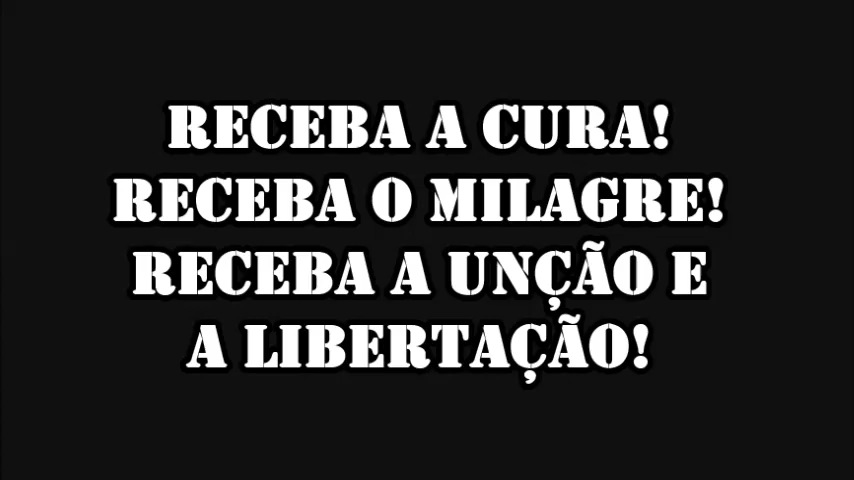 RECEBA A CURA!
RECEBA O MILAGRE!
RECEBA A UNÇÃO E
A LIBERTAÇÃO!